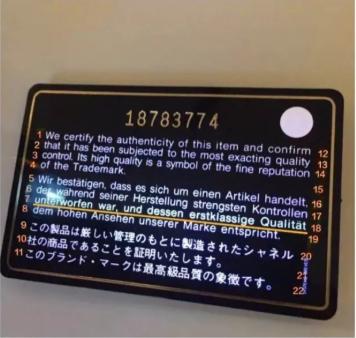 18783774
1 We certify the authenticity of this item and confirm 12
2 that it has been subjected to the most exacting quality 13
3 control. Its high quality is a symbol of the fine reputation 14
4 of the Trademark. 15
5 Wir bestätigen, dass es sich um einen Artikel handelt, 16
6 der während seiner Herstellung strengsten Kontrollen 17
7 unterworfen war, und dessen erstklassige Qualität 18
8 dem hohen Ansehen unserer Marke entspricht. 19
9 この製品は厳しい管理のもとに製造されたシャネル 20
10 社の商品であることを証明いたします。 2
11 このブランド・マークは最高級品質の象徴です。 22